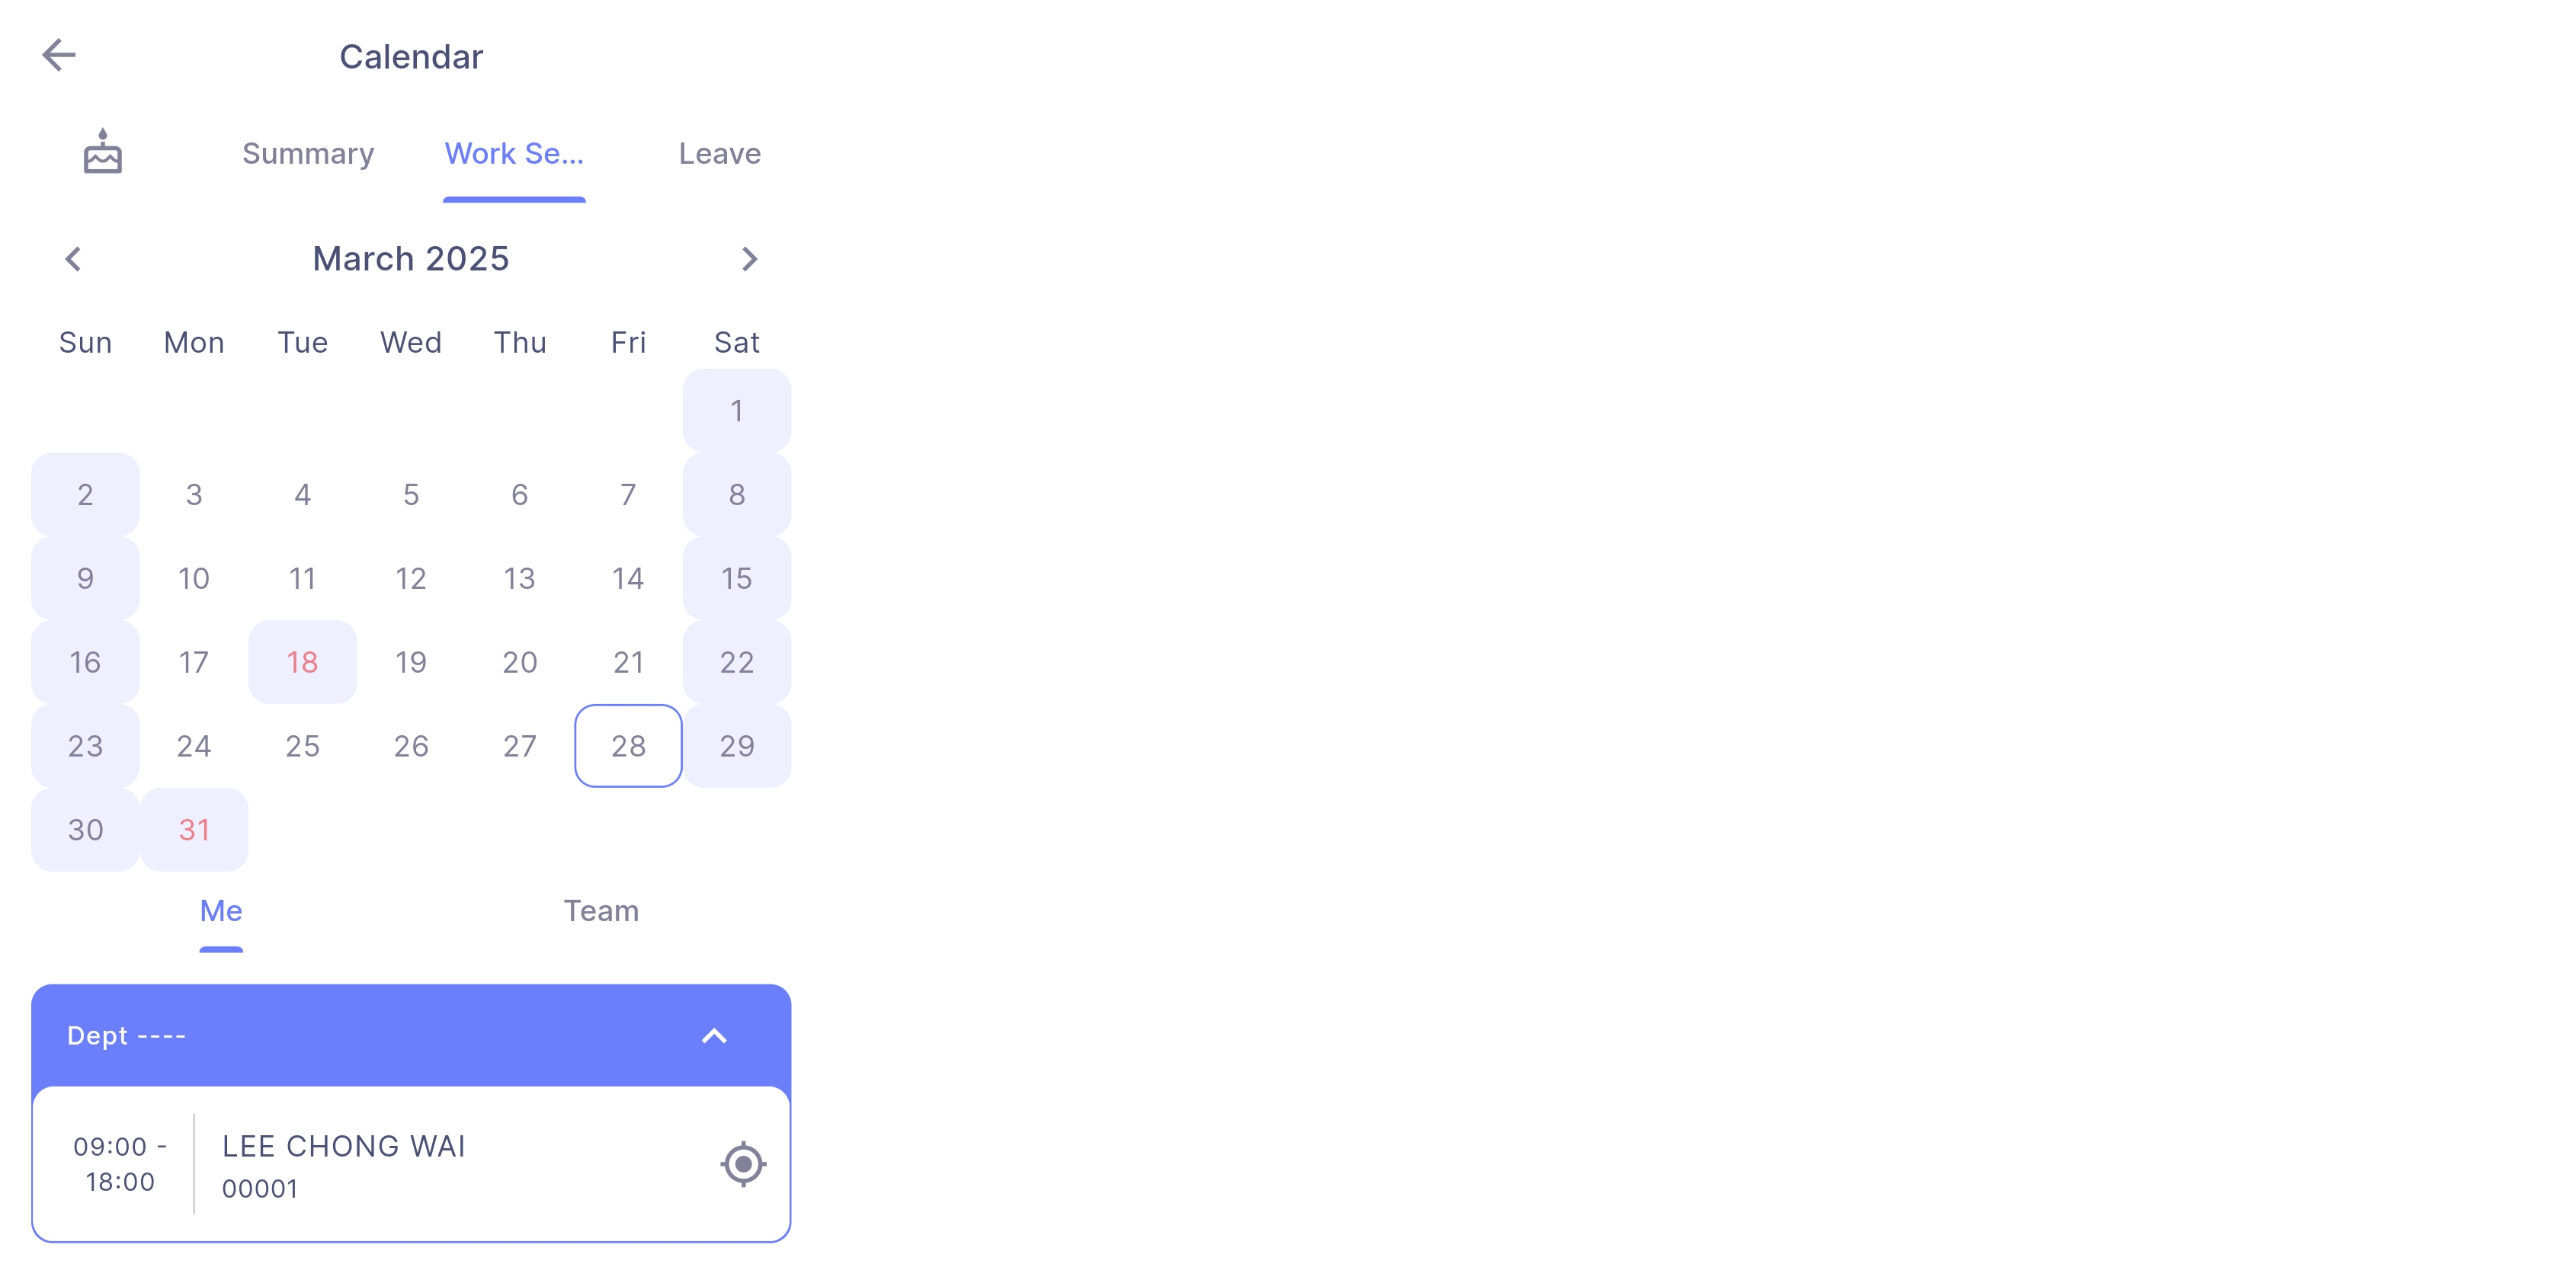 Calendar
Summary Work Se... Leave
March 2025
Sun Mon Tue Wed Thu Fri Sat
1
2 3 4 5 6 7 8
9 10 11 12 13 14 15
16 17 18 19 20 21 22
23 24 25 26 27 28 29
30 31
Me Team
Dept ----
09:00 -
18:00
LEE CHONG WAI
00001